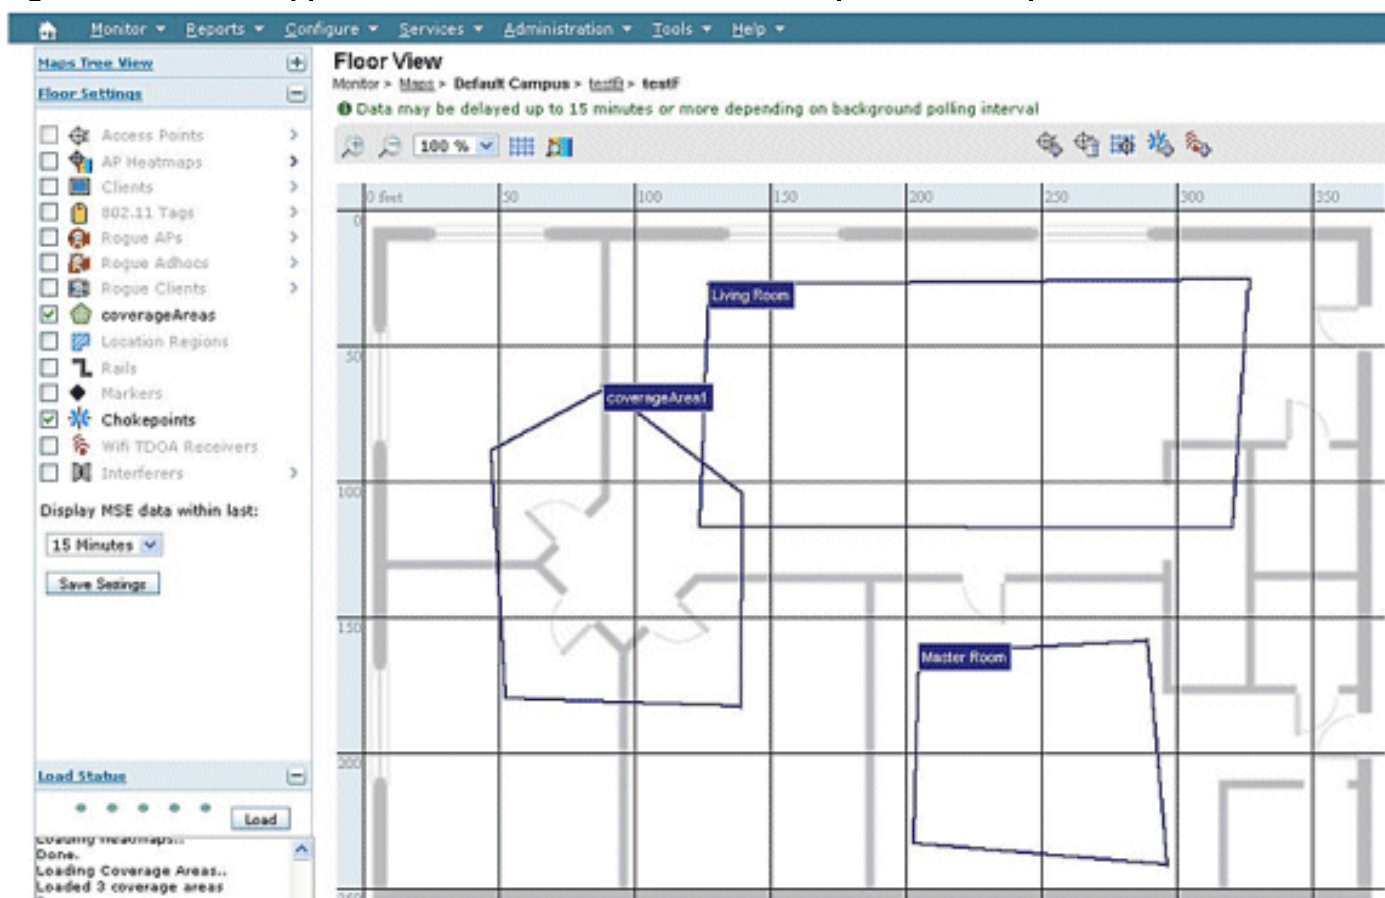 Monitor Reports Configure Services Administration Tools Help
Maps Tree View
Floor Settings
Access Points
AP Heatmaps
Clients
802.11 Tags
Rogue APs
Rogue Adhocs
Rogue Clients
coverageAreas
Location Regions
Rails
Markers
Chokepoints
Wifi TDOA Receivers
Interferers
Display MSE data within last:
15 Minutes
Save Settings
Load Status
Load
Loading Heatmaps..
Done.
Loading Coverage Areas..
Loaded 3 coverage areas
Floor View
Monitor > Maps > Default Campus > testB > testF
Data may be delayed up to 15 minutes or more depending on background polling interval
100 %
0 feet 50 100 150 200 250 300 350
0
50
100
150
200
250
Living Room
coverageArea1
Master Room